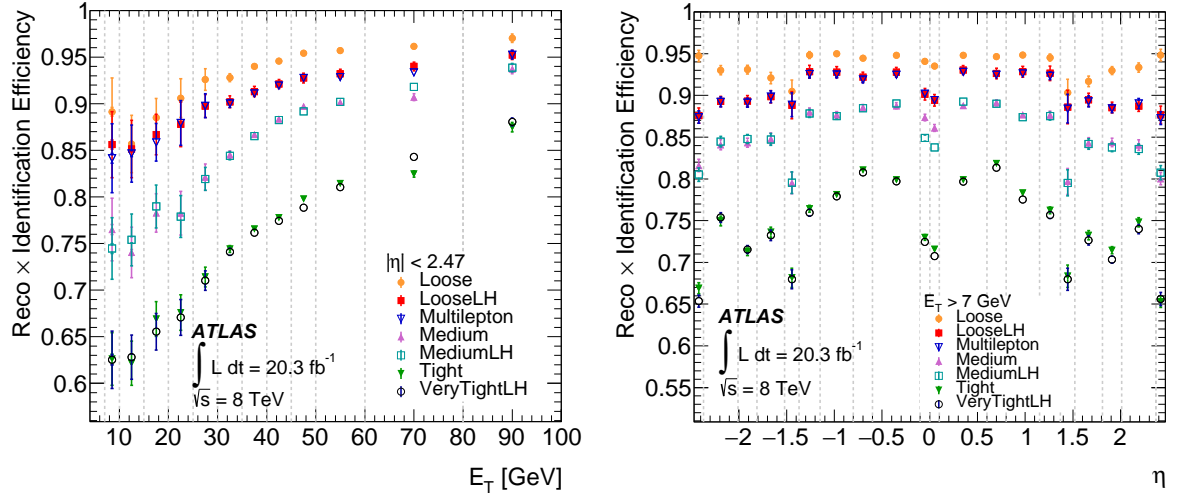 Reco × Identification Efficiency
1
0.95
0.9
0.85
0.8
0.75
0.7
0.65
0.6
|η| < 2.47
Loose
LooseLH
Multilepton
Medium
MediumLH
Tight
VeryTightLH
ATLAS
∫ L dt = 20.3 fb⁻¹
√s = 8 TeV
10 20 30 40 50 60 70 80 90 100
E_T [GeV]
Reco × Identification Efficiency
1
0.95
0.9
0.85
0.8
0.75
0.7
0.65
0.6
0.55
E_T > 7 GeV
Loose
LooseLH
Multilepton
Medium
MediumLH
Tight
VeryTightLH
ATLAS
∫ L dt = 20.3 fb⁻¹
√s = 8 TeV
−2 −1.5 −1 −0.5 0 0.5 1 1.5 2
η